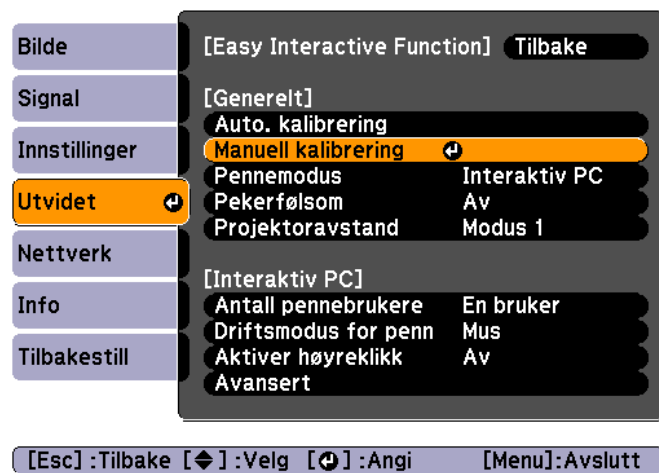 Bilde
Signal
Innstillinger
Utvidet
Nettverk
Info
Tilbakestill
[Easy Interactive Function] Tilbake
[Generelt]
Auto. kalibrering
Manuell kalibrering
Pennemodus Interaktiv PC
Pekerfølsom Av
Projektoravstand Modus 1
[Interaktiv PC]
Antall pennebrukere En bruker
Driftsmodus for penn Mus
Aktiver høyreklikk Av
Avansert
[Esc] :Tilbake [◆] :Velg [⏎] :Angi [Menu]:Avslutt